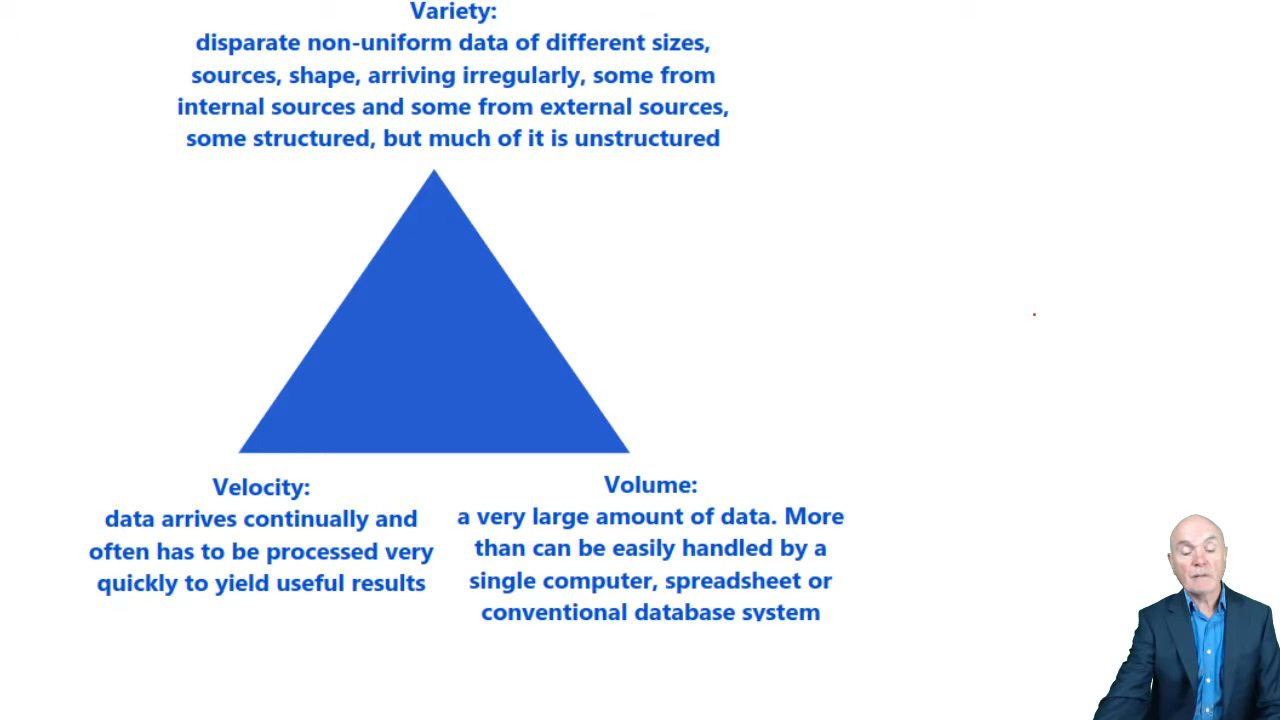 Variety:
disparate non-uniform data of different sizes,
sources, shape, arriving irregularly, some from
internal sources and some from external sources,
some structured, but much of it is unstructured
Velocity:
data arrives continually and
often has to be processed very
quickly to yield useful results
Volume:
a very large amount of data. More
than can be easily handled by a
single computer, spreadsheet or
conventional database system